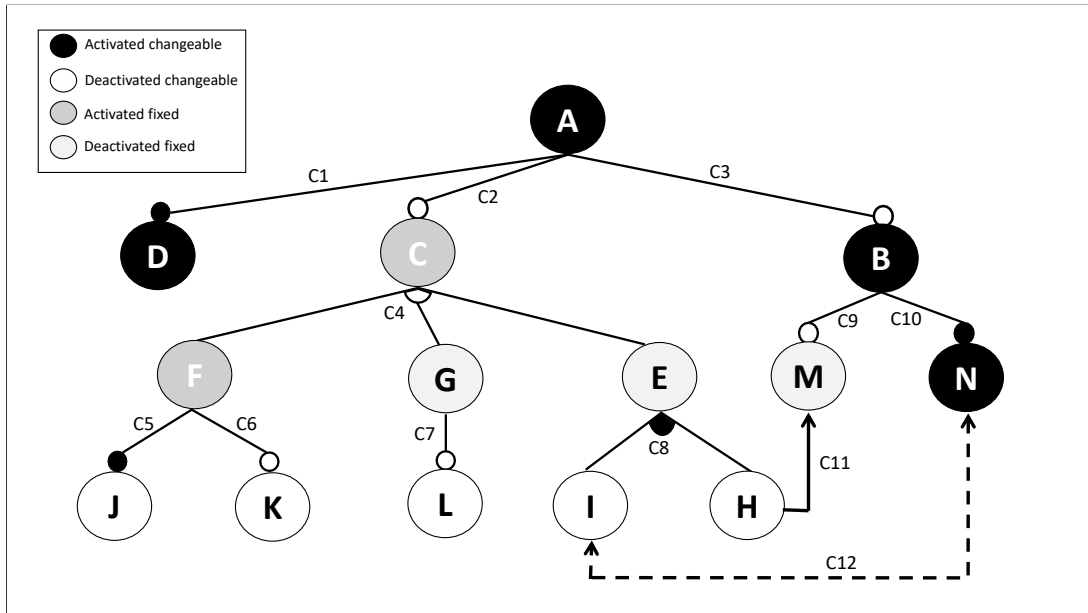 Activated changeable
Deactivated changeable
Activated fixed
Deactivated fixed
A
C1
C2
C3
D
C
B
C4
C9
C10
F
G
E
M
N
C5
C6
C7
C8
C11
J
K
L
I
H
C12